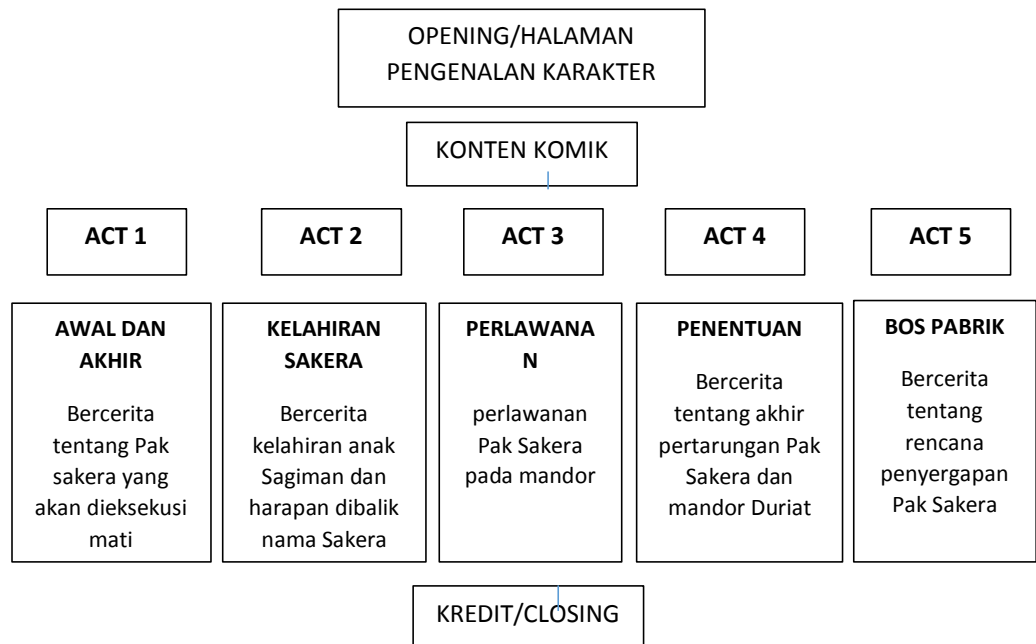 OPENING/HALAMAN
PENGENALAN KARAKTER
KONTEN KOMIK
ACT 1
ACT 2
ACT 3
ACT 4
ACT 5
AWAL DAN
AKHIR
Bercerita
tentang Pak
sakera yang
akan dieksekusi
mati
KELAHIRAN
SAKERA
Bercerita
kelahiran anak
Sagiman dan
harapan dibalik
nama Sakera
PERLAWANA
N
perlawanan
Pak Sakera
pada mandor
PENENTUAN
Bercerita
tentang akhir
pertarungan Pak
Sakera dan
mandor Duriat
BOS PABRIK
Bercerita
tentang
rencana
penyergapan
Pak Sakera
KREDIT/CLOSING